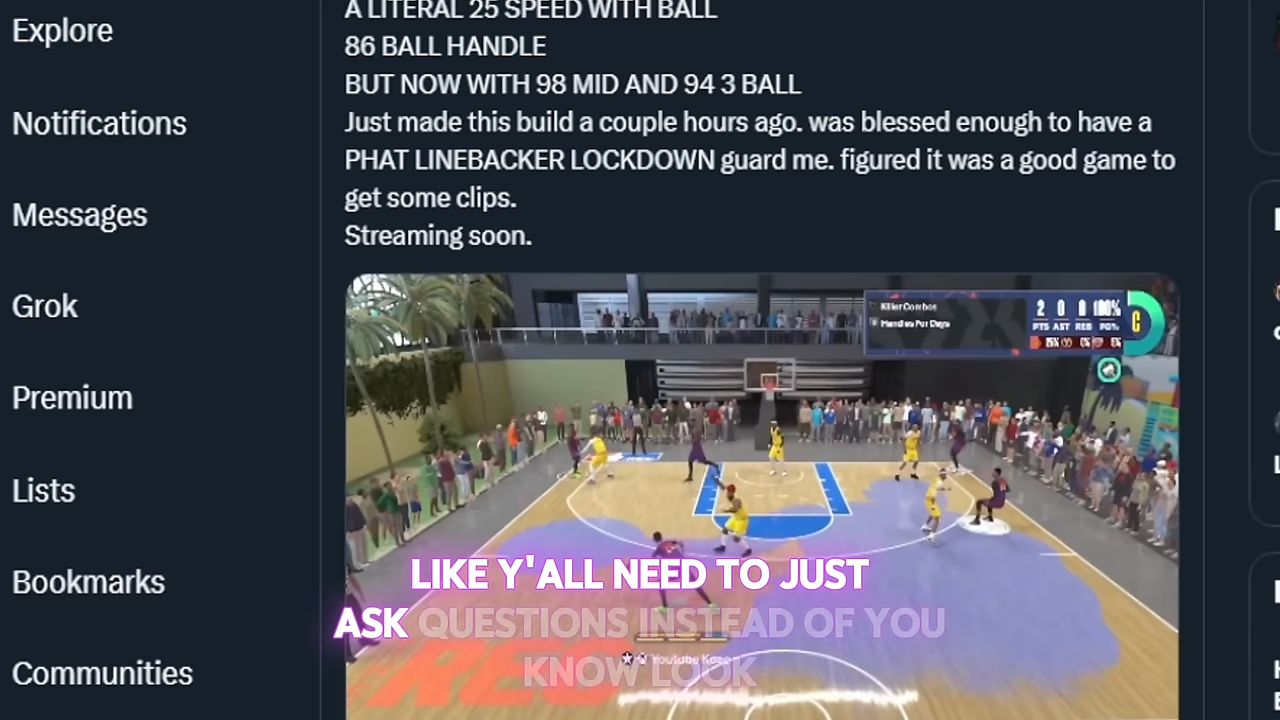 Explore
Notifications
Messages
Grok
Premium
Lists
Bookmarks
Communities
A LITERAL 25 SPEED WITH BALL
86 BALL HANDLE
BUT NOW WITH 98 MID AND 94 3 BALL
Just made this build a couple hours ago. was blessed enough to have a
PHAT LINEBACKER LOCKDOWN guard me. figured it was a good game to
get some clips.
Streaming soon.
Killer Combos
Handles For Days
2 0 0 100%
PTS AST REB FG%
C
LIKE Y'ALL NEED TO JUST
ASK QUESTIONS INSTEAD OF YOU
KNOW LOOK
REC